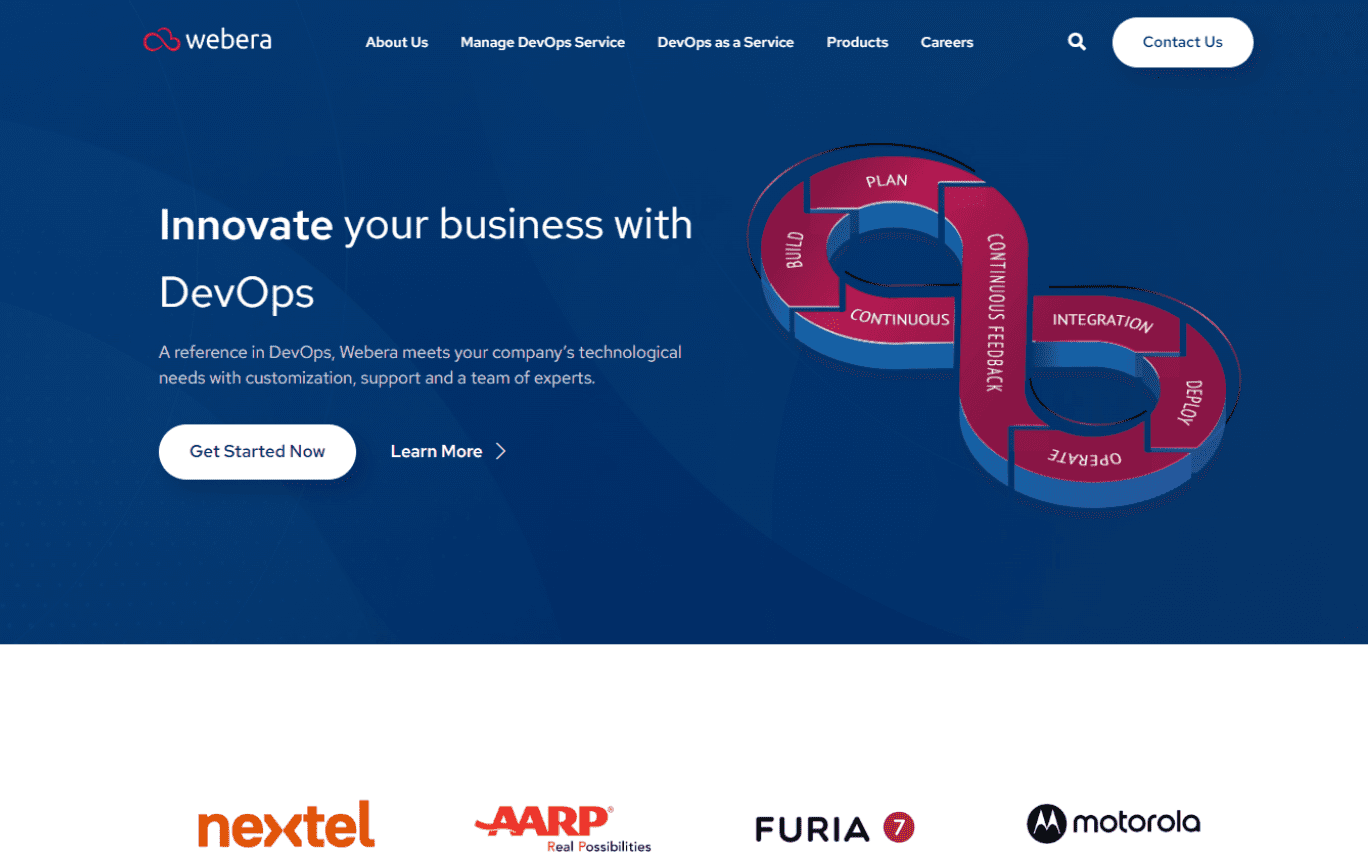 webera
About Us
Manage DevOps Service
DevOps as a Service
Products
Careers
Contact Us
Innovate your business with
DevOps
A reference in DevOps, Webera meets your company's technological
needs with customization, support and a team of experts.
Get Started Now
Learn More
PLAN
BUILD
CONTINUOUS
CONTINUOUS FEEDBACK
INTEGRATION
DEPLOY
OPERATE
nextel
AARP®
Real Possibilities
FURIA 7
motorola